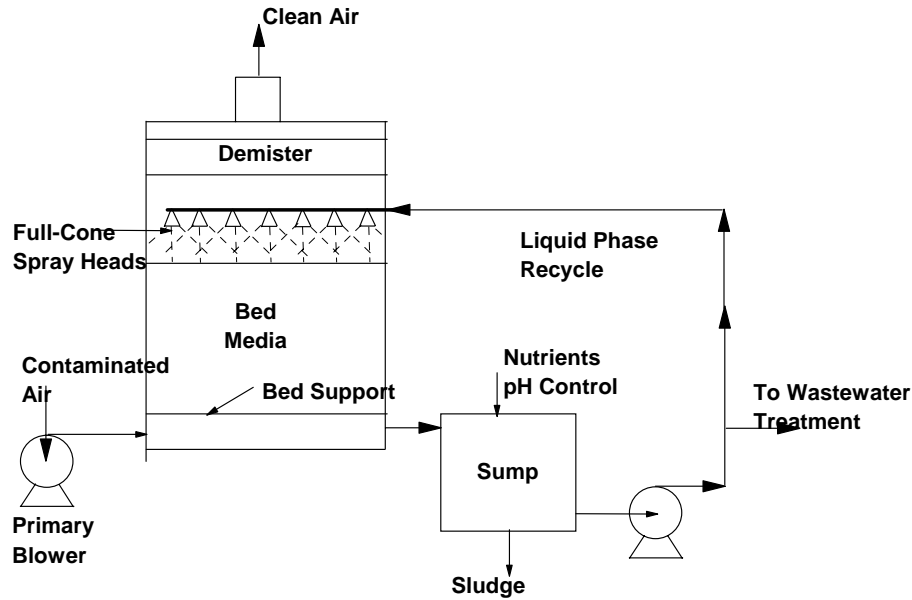 Clean Air
Demister
Full-Cone
Spray Heads
Liquid Phase
Recycle
Bed
Media
Contaminated
Air
Bed Support
Nutrients
pH Control
To Wastewater
Treatment
Sump
Primary
Blower
Sludge